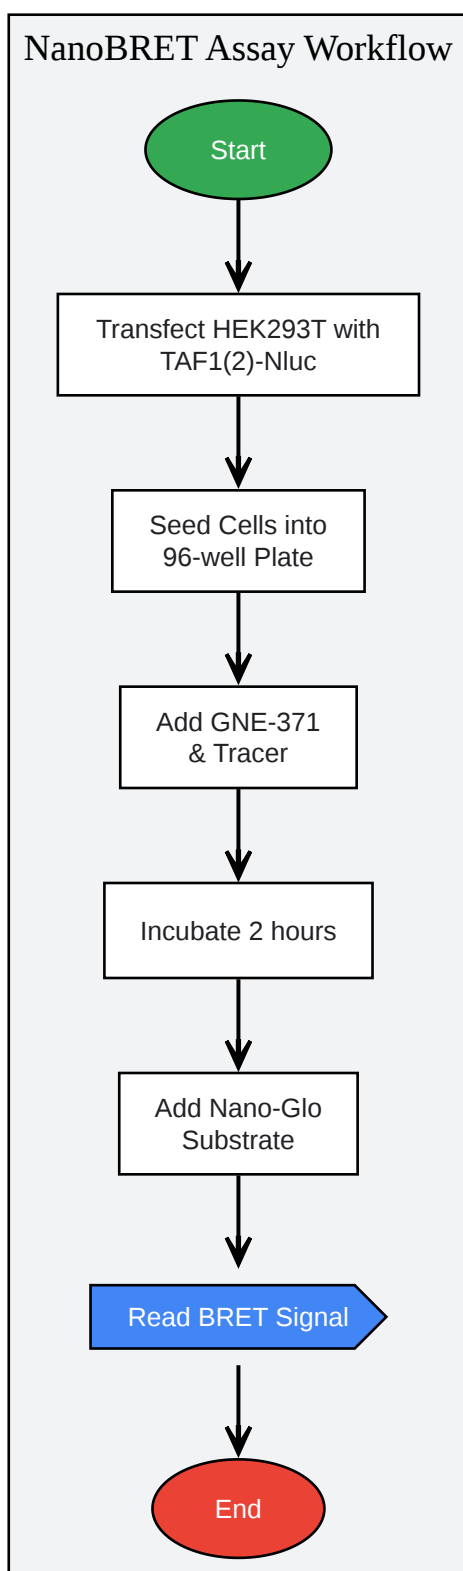 NanoBRET Assay Workflow
Start
Transfect HEK293T with
TAF1(2)-Nluc
Seed Cells into
96-well Plate
Add GNE-371
& Tracer
Incubate 2 hours
Add Nano-Glo
Substrate
Read BRET Signal
End